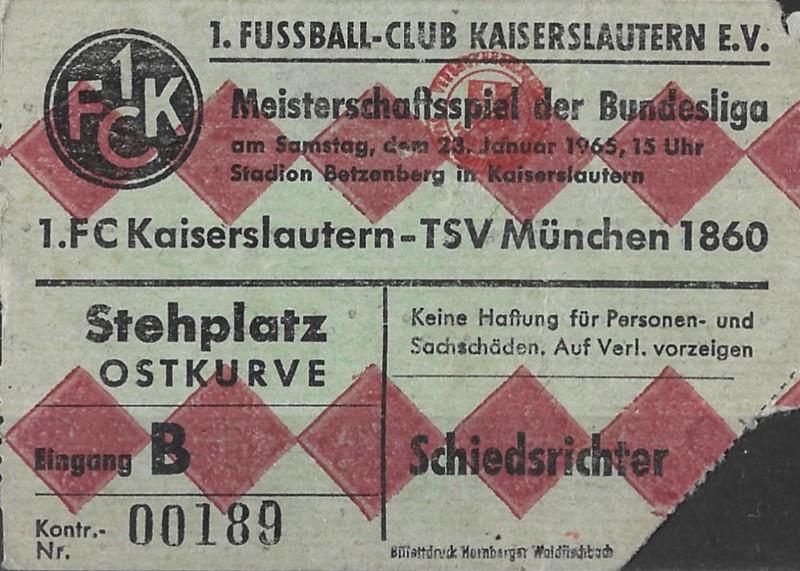 1. FUSSBALL-CLUB KAISERSLAUTERN E.V.
1 FCK
Meisterschaftsspiel der Bundesliga
am Samstag, dem 23. Januar 1965, 15 Uhr
Stadion Betzenberg in Kaiserslautern
1.FC Kaiserslautern-TSV München 1860
Stehplatz
OSTKURVE
Keine Haftung für Personen- und
Sachschäden. Auf Verl. vorzeigen
Eingang B
Schiedsrichter
Kontr.-
Nr.
00189
Billettdruck Hornberger Waldfischbach